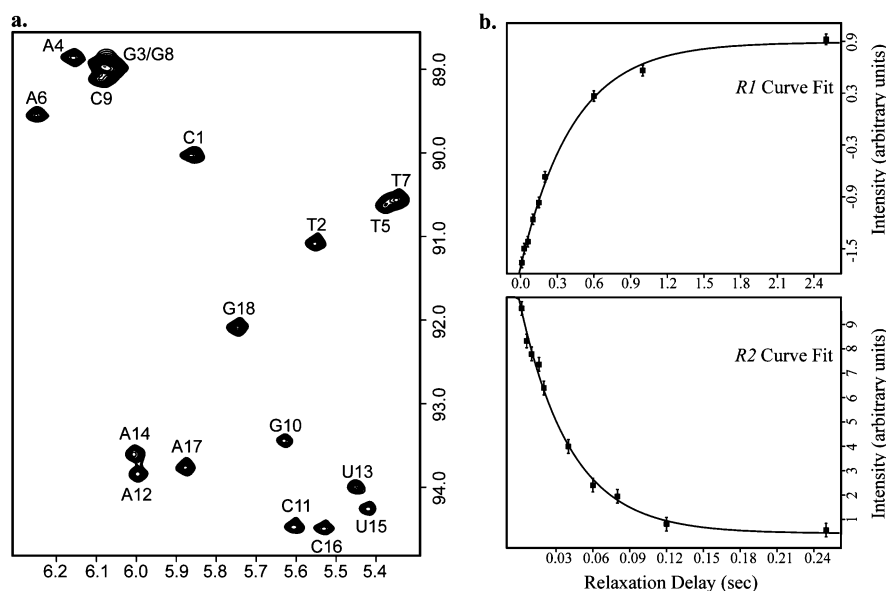 a.
A4
G3/G8
C9
A6
C1
T7
T5
T2
G18
G10
A14
A17
A12
U13
C11
U15
C16
89.0
90.0
91.0
92.0
93.0
94.0
6.2 6.1 6.0 5.9 5.8 5.7 5.6 5.5 5.4
b.
R1 Curve Fit
0.9
0.3
-0.3
-0.9
-1.5
Intensity (arbitrary units)
0.0 0.3 0.6 0.9 1.2 1.5 1.8 2.1 2.4
R2 Curve Fit
9
8
7
6
5
4
3
2
1
Intensity (arbitrary units)
0.03 0.06 0.09 0.12 0.15 0.18 0.21 0.24
Relaxation Delay (sec)